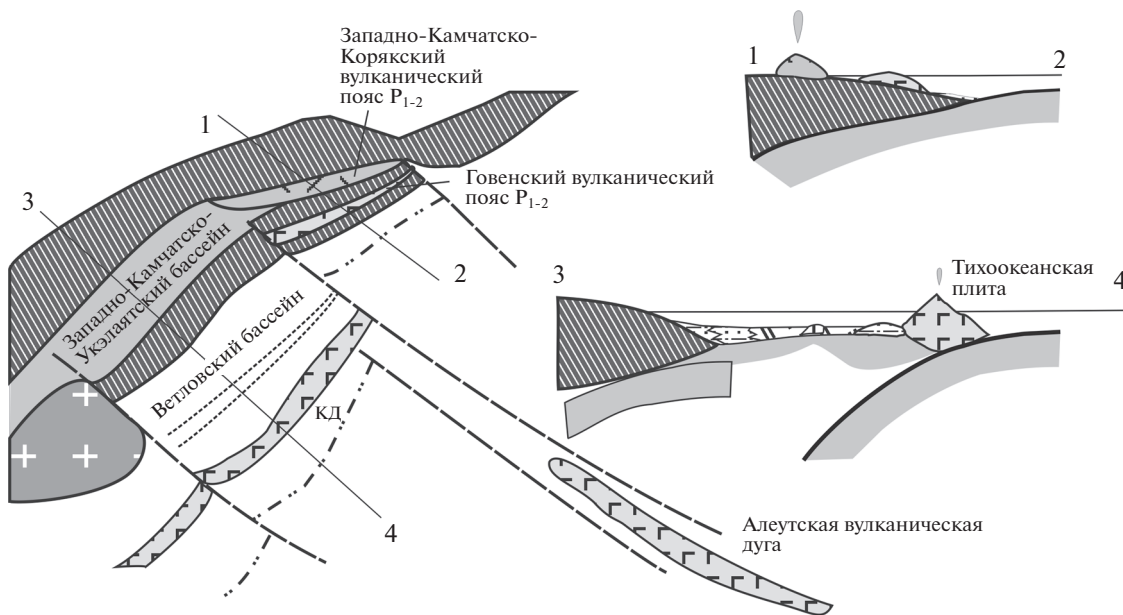 Западно-Камчатско-
Корякский
вулканический
пояс P1-2
1
Говенский вулканический
пояс P1-2
3
Западно-Камчатско-
Укэлаятский бассейн
2
Ветловский бассейн
КД
4
Алеутская вулканическая
дуга
1
2
3
Тихоокеанская
плита
4